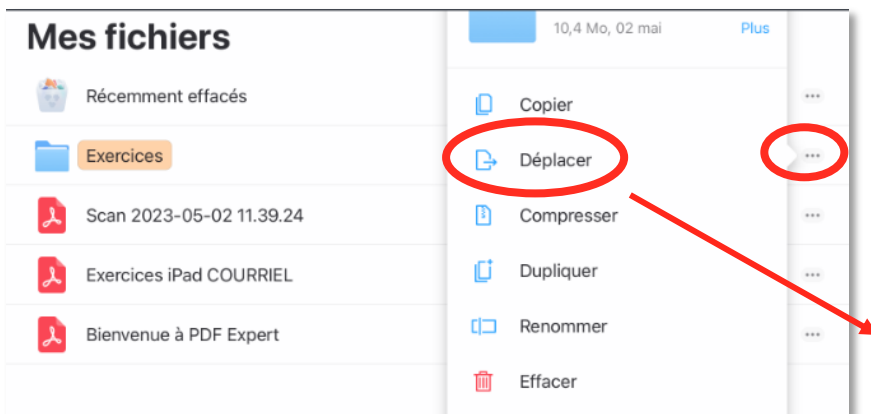 Mes fichiers
10,4 Mo, 02 mai
Plus
Récemment effacés
Copier
Exercices
Déplacer
Scan 2023-05-02 11.39.24
Compresser
Exercices iPad COURRIEL
Dupliquer
Bienvenue à PDF Expert
Renommer
Effacer